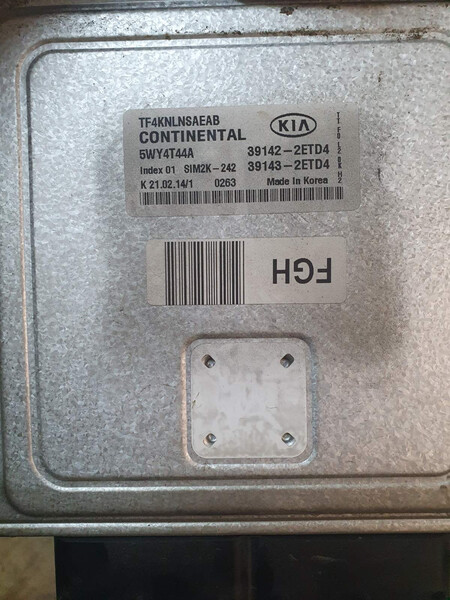 TF4KNLNSAEAB
CONTINENTAL
KIA
5WY4T44A 39142-2ETD4
Index 01 SIM2K-242 39143-2ETD4
K 21.02.14/1 0263 Made in Korea
FGH